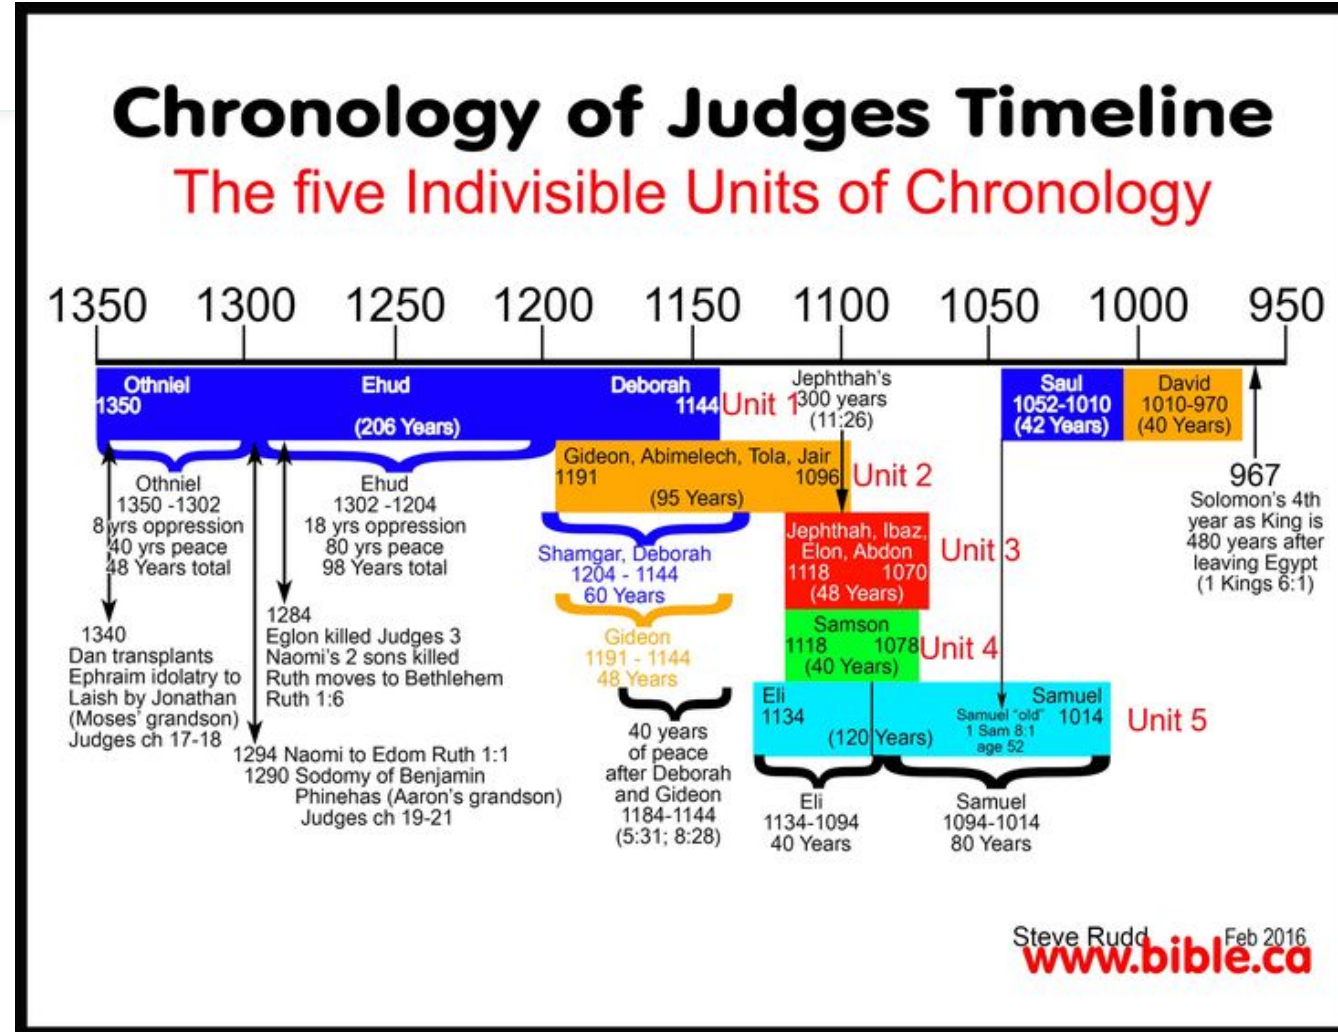 Chronology of Judges Timeline
The five Indivisible Units of Chronology
1350 1300 1250 1200 1150 1100 1050 1000 950
Othniel
1350
Ehud
(206 Years)
Deborah
1144
Unit 1
Jephthah's
300 years
(11:26)
Saul
1052-1010
(42 Years)
David
1010-970
(40 Years)
Gideon, Abimelech, Tola, Jair
1191 1096
(95 Years)
Unit 2
967
Solomon's 4th
year as King is
480 years after
leaving Egypt
(1 Kings 6:1)
Othniel
1350 -1302
8 yrs oppression
40 yrs peace
48 Years total
Ehud
1302 -1204
18 yrs oppression
80 yrs peace
98 Years total
Shamgar, Deborah
1204 - 1144
60 Years
Jephthah, Ibaz,
Elon, Abdon
1118 1070
(48 Years)
Unit 3
1340
Dan transplants
Ephraim idolatry to
Laish by Jonathan
(Moses' grandson)
Judges ch 17-18
1284
Eglon killed Judges 3
Naomi's 2 sons killed
Ruth moves to Bethlehem
Ruth 1:6
Gideon
1191 - 1144
48 Years
Samson
1118 1078
(40 Years)
Unit 4
Eli
1134
(120 Years)
Samuel "old"
1 Sam 8:1
age 52
Samuel
1014
Unit 5
1294 Naomi to Edom Ruth 1:1
1290 Sodomy of Benjamin
Phinehas (Aaron's grandson)
Judges ch 19-21
40 years
of peace
after Deborah
and Gideon
1184-1144
(5:31; 8:28)
Eli
1134-1094
40 Years
Samuel
1094-1014
80 Years
Steve Rudd Feb 2016
www.bible.ca